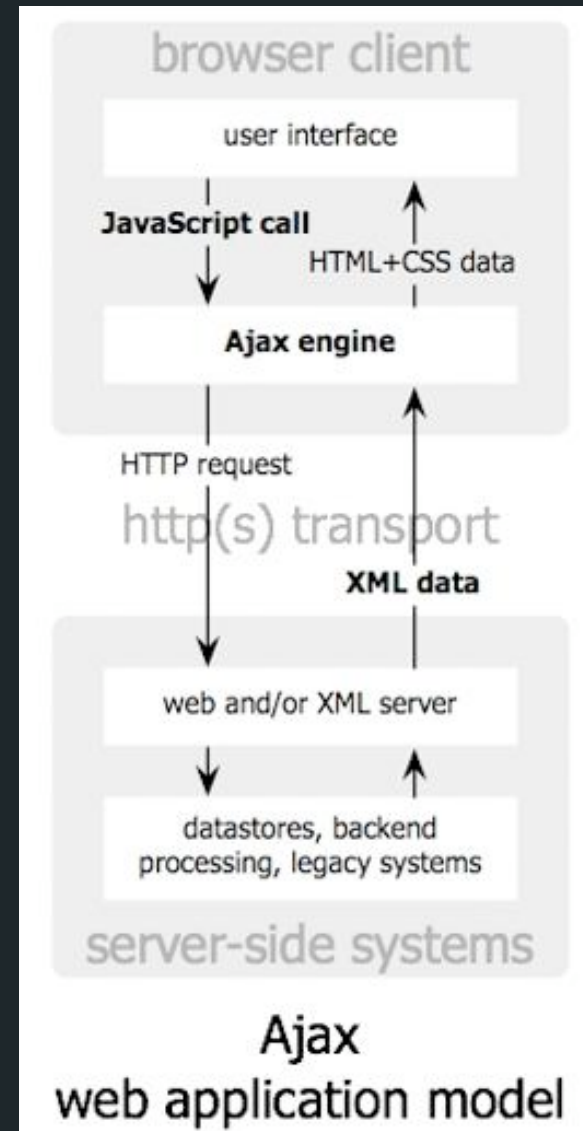 browser client
user interface
JavaScript call
HTML+CSS data
Ajax engine
HTTP request
http(s) transport
XML data
web and/or XML server
datastores, backend
processing, legacy systems
server-side systems
Ajax
web application model